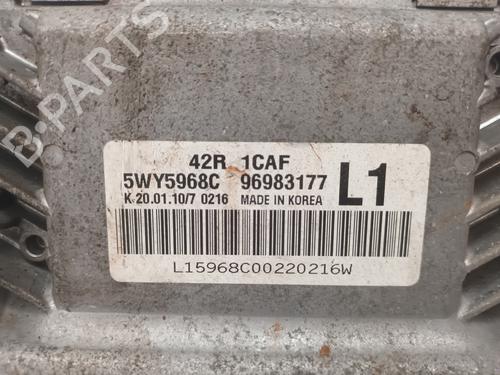 B-PARTS
42R 1CAF
5WY5968C 96983177 L1
K 20.01.10/7 0216 MADE IN KOREA
L15968C00220216W